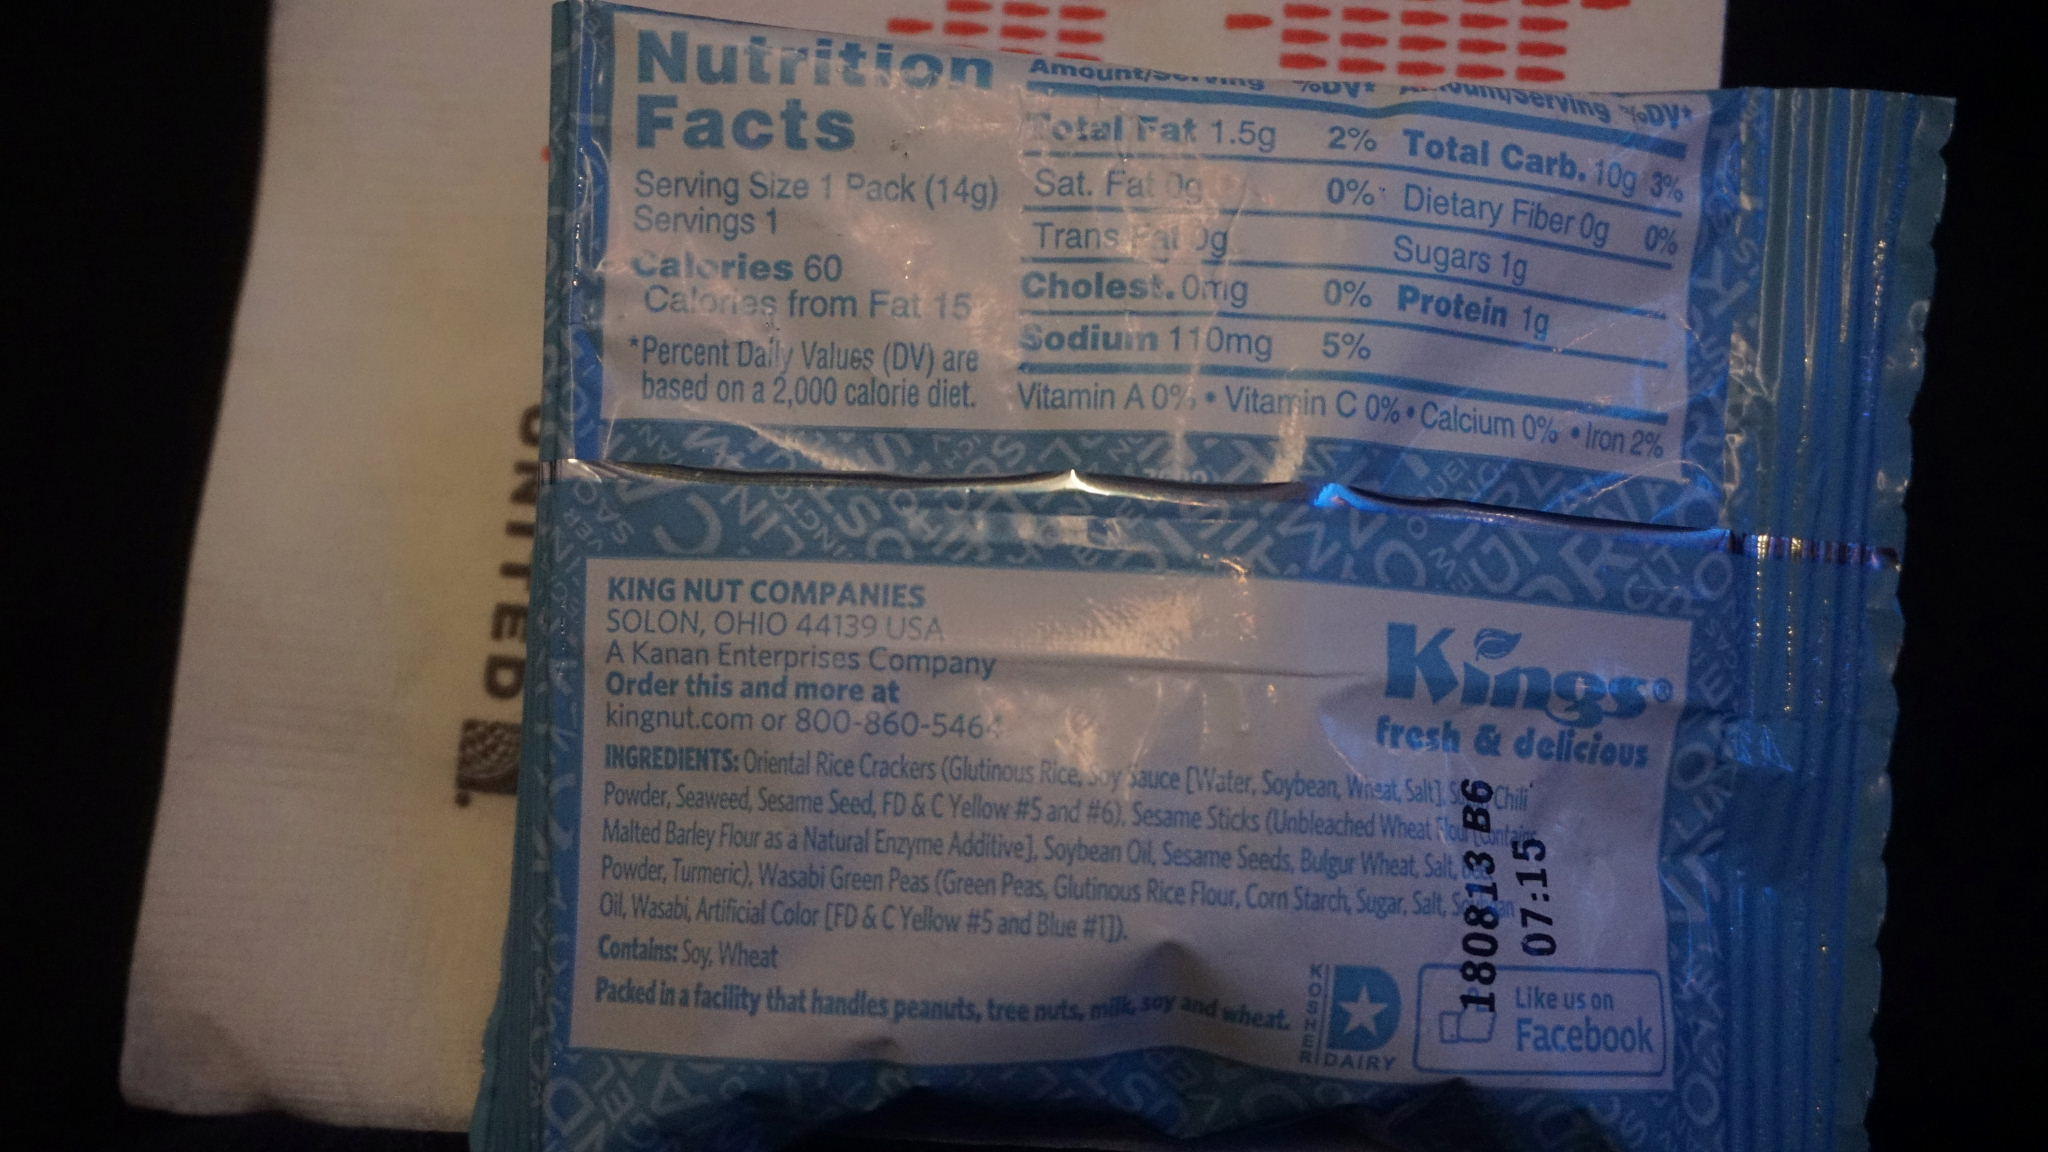 Nutrition
Facts
Serving Size 1 Pack (14g)
Servings 1
Calories 60
Calories from Fat 15
*Percent Daily Values (DV) are
based on a 2,000 calorie diet.
Amount/Serving %DV* Amount/Serving %DV*
Total Fat 1.5g 2% Total Carb. 10g 3%
Sat. Fat 0g 0% Dietary Fiber 0g 0%
Trans Fat 0g Sugars 1g
Cholest. 0mg 0% Protein 1g
Sodium 110mg 5%
Vitamin A 0% • Vitamin C 0% • Calcium 0% • Iron 2%
UNITED
KING NUT COMPANIES
SOLON, OHIO 44139 USA
A Kanan Enterprises Company
Order this and more at
kingnut.com or 800-860-5464
Kings®
fresh & delicious
INGREDIENTS: Oriental Rice Crackers (Glutinous Rice, Soy Sauce [Water, Soybean, Wheat, Salt], Chili
Powder, Seaweed, Sesame Seed, FD & C Yellow #5 and #6), Sesame Sticks (Unbleached Wheat Flour [contains
Malted Barley Flour as a Natural Enzyme Additive], Soybean Oil, Sesame Seeds, Bulgur Wheat, Salt,
Powder, Turmeric), Wasabi Green Peas (Green Peas, Glutinous Rice Flour, Corn Starch, Sugar, Salt, Soybean
Oil, Wasabi, Artificial Color [FD & C Yellow #5 and Blue #1]).
Contains: Soy, Wheat
Packed in a facility that handles peanuts, tree nuts, milk, soy and wheat.
180813 B6
07:15
KOSHER
D
DAIRY
Like us on
Facebook